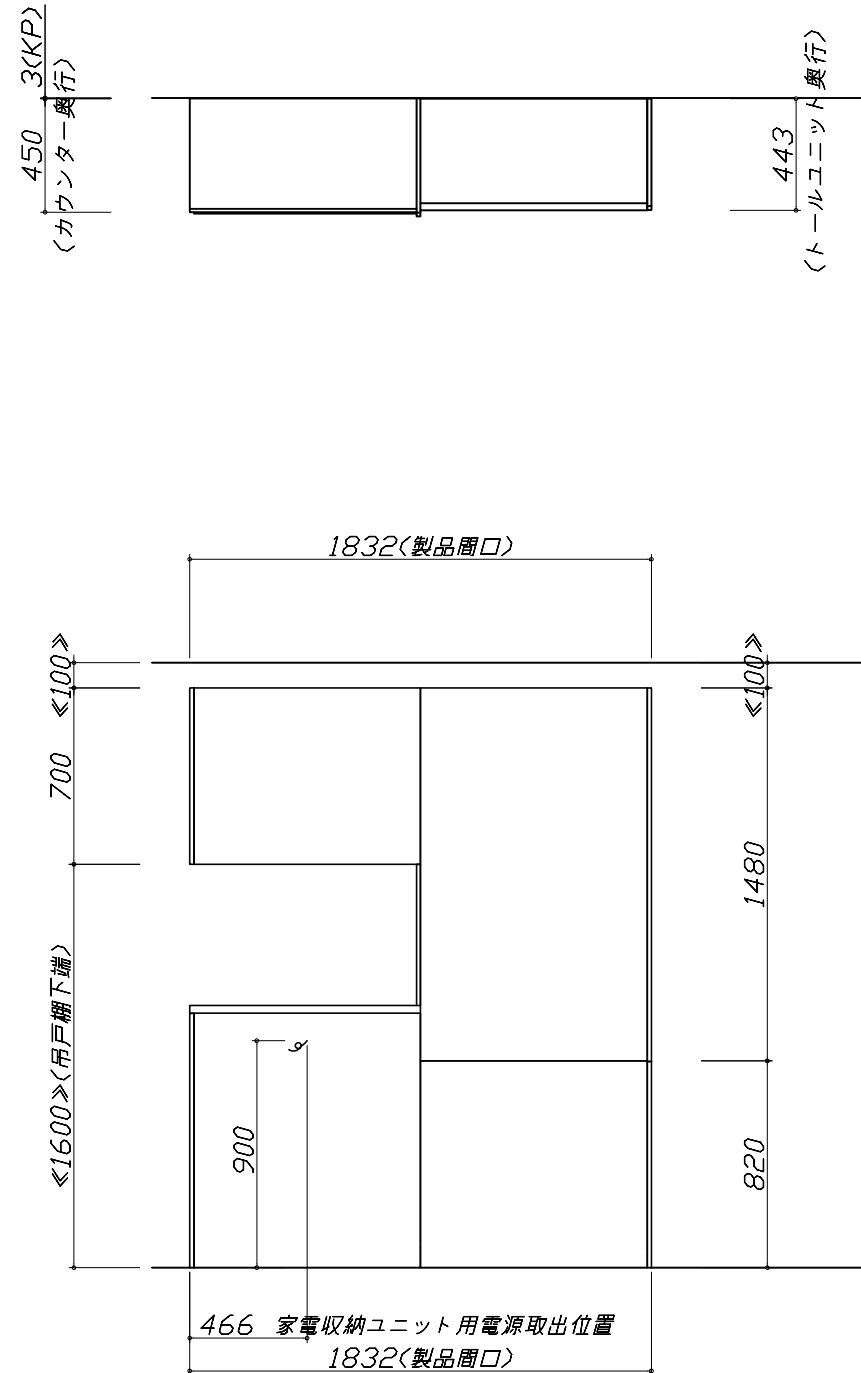 3(KP)
450
(カウンター奥行)
443
(トールユニット奥行)
1832(製品間口)
≪100≫
≪100≫
700
1480
≪1600≫(吊戸棚下端)
900
820
466 家電収納ユニット用電源取出位置
1832(製品間口)